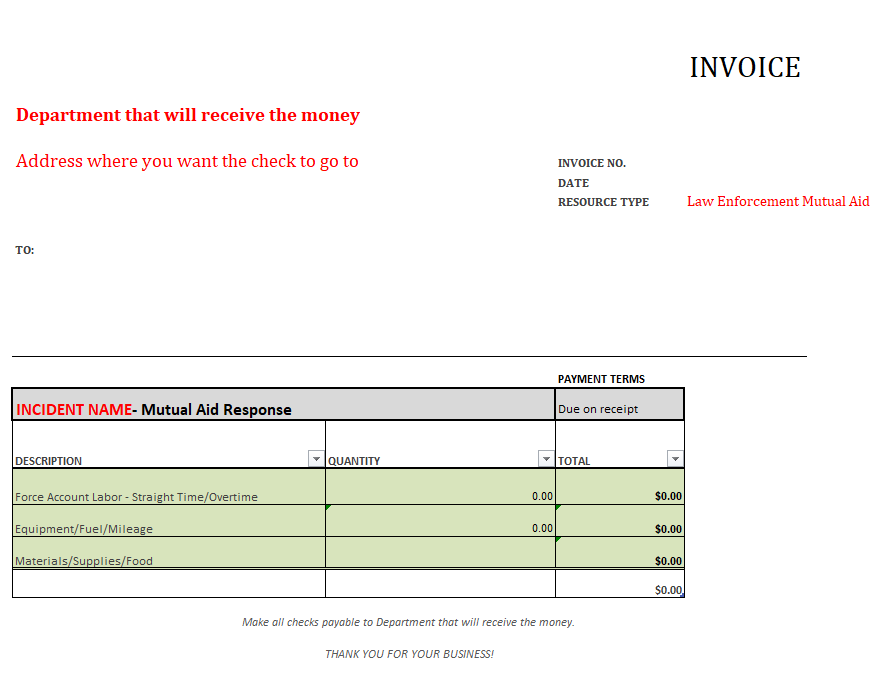 INVOICE
Department that will receive the money
Address where you want the check to go to
INVOICE NO.
DATE
RESOURCE TYPE Law Enforcement Mutual Aid
TO:
PAYMENT TERMS
INCIDENT NAME- Mutual Aid Response Due on receipt
DESCRIPTION QUANTITY TOTAL
Force Account Labor - Straight Time/Overtime 0.00 $0.00
Equipment/Fuel/Mileage 0.00 $0.00
Materials/Supplies/Food $0.00
$0.00
Make all checks payable to Department that will receive the money.
THANK YOU FOR YOUR BUSINESS!